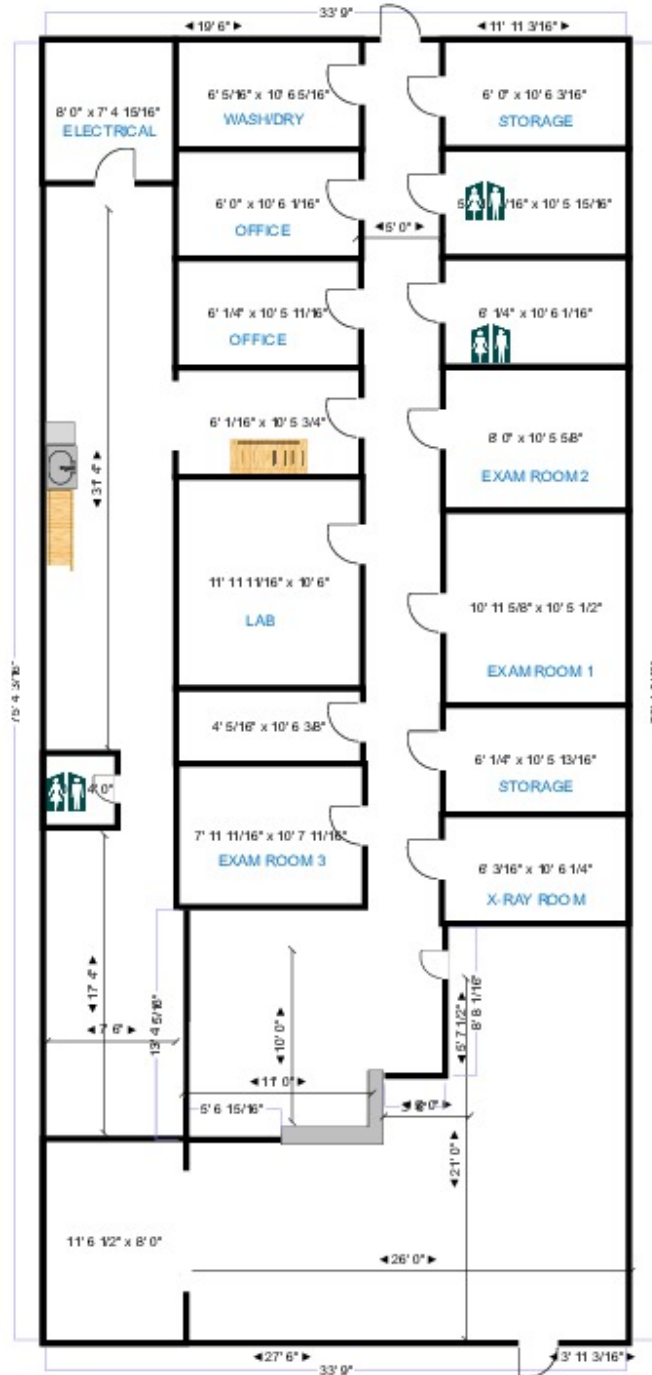 33' 9"
19' 6"
11' 11 3/16"
8' 0" x 7' 4 15/16"
ELECTRICAL
6' 5/16" x 10' 6 5/16"
WASH/DRY
6' 0" x 10' 6 3/16"
STORAGE
6' 0" x 10' 6 1/16"
OFFICE
5' 0"
/16" x 10' 5 15/16"
6' 1/4" x 10' 5 11/16"
OFFICE
6' 1/4" x 10' 6 1/16"
6' 1/16" x 10' 5 3/4"
8' 0" x 10' 5 5/8"
EXAM ROOM 2
31' 4"
11' 11 11/16" x 10' 6"
LAB
10' 11 5/8" x 10' 5 1/2"
EXAM ROOM 1
75' 4 3/16"
4' 5/16" x 10' 6 3/8"
6' 1/4" x 10' 5 13/16"
STORAGE
4' 0"
7' 11 11/16" x 10' 7 11/16"
EXAM ROOM 3
6' 3/16" x 10' 6 1/4"
X-RAY ROOM
17' 4"
7' 6"
13' 4 5/16"
10' 0"
5' 7 1/2"
8' 8 1/16"
11' 0"
5' 6 15/16"
21' 0"
11' 6 1/2" x 8' 0"
26' 0"
27' 6"
3' 11 3/16"
33' 9"